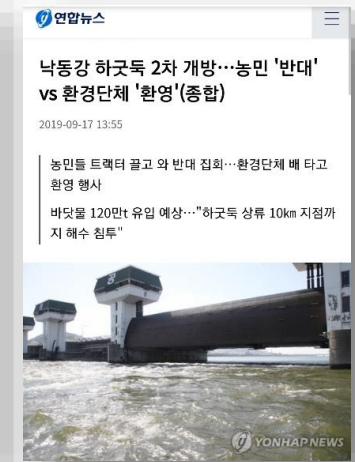 연합뉴스
낙동강 하굿둑 2차 개방…농민 '반대'
vs 환경단체 '환영'(종합)
2019-09-17 13:55
농민들 트랙터 끌고 와 반대 집회…환경단체 배 타고
환영 행사
바닷물 120만t 유입 예상…"하굿둑 상류 10㎞ 지점까
지 해수 침투"
YONHAPNEWS